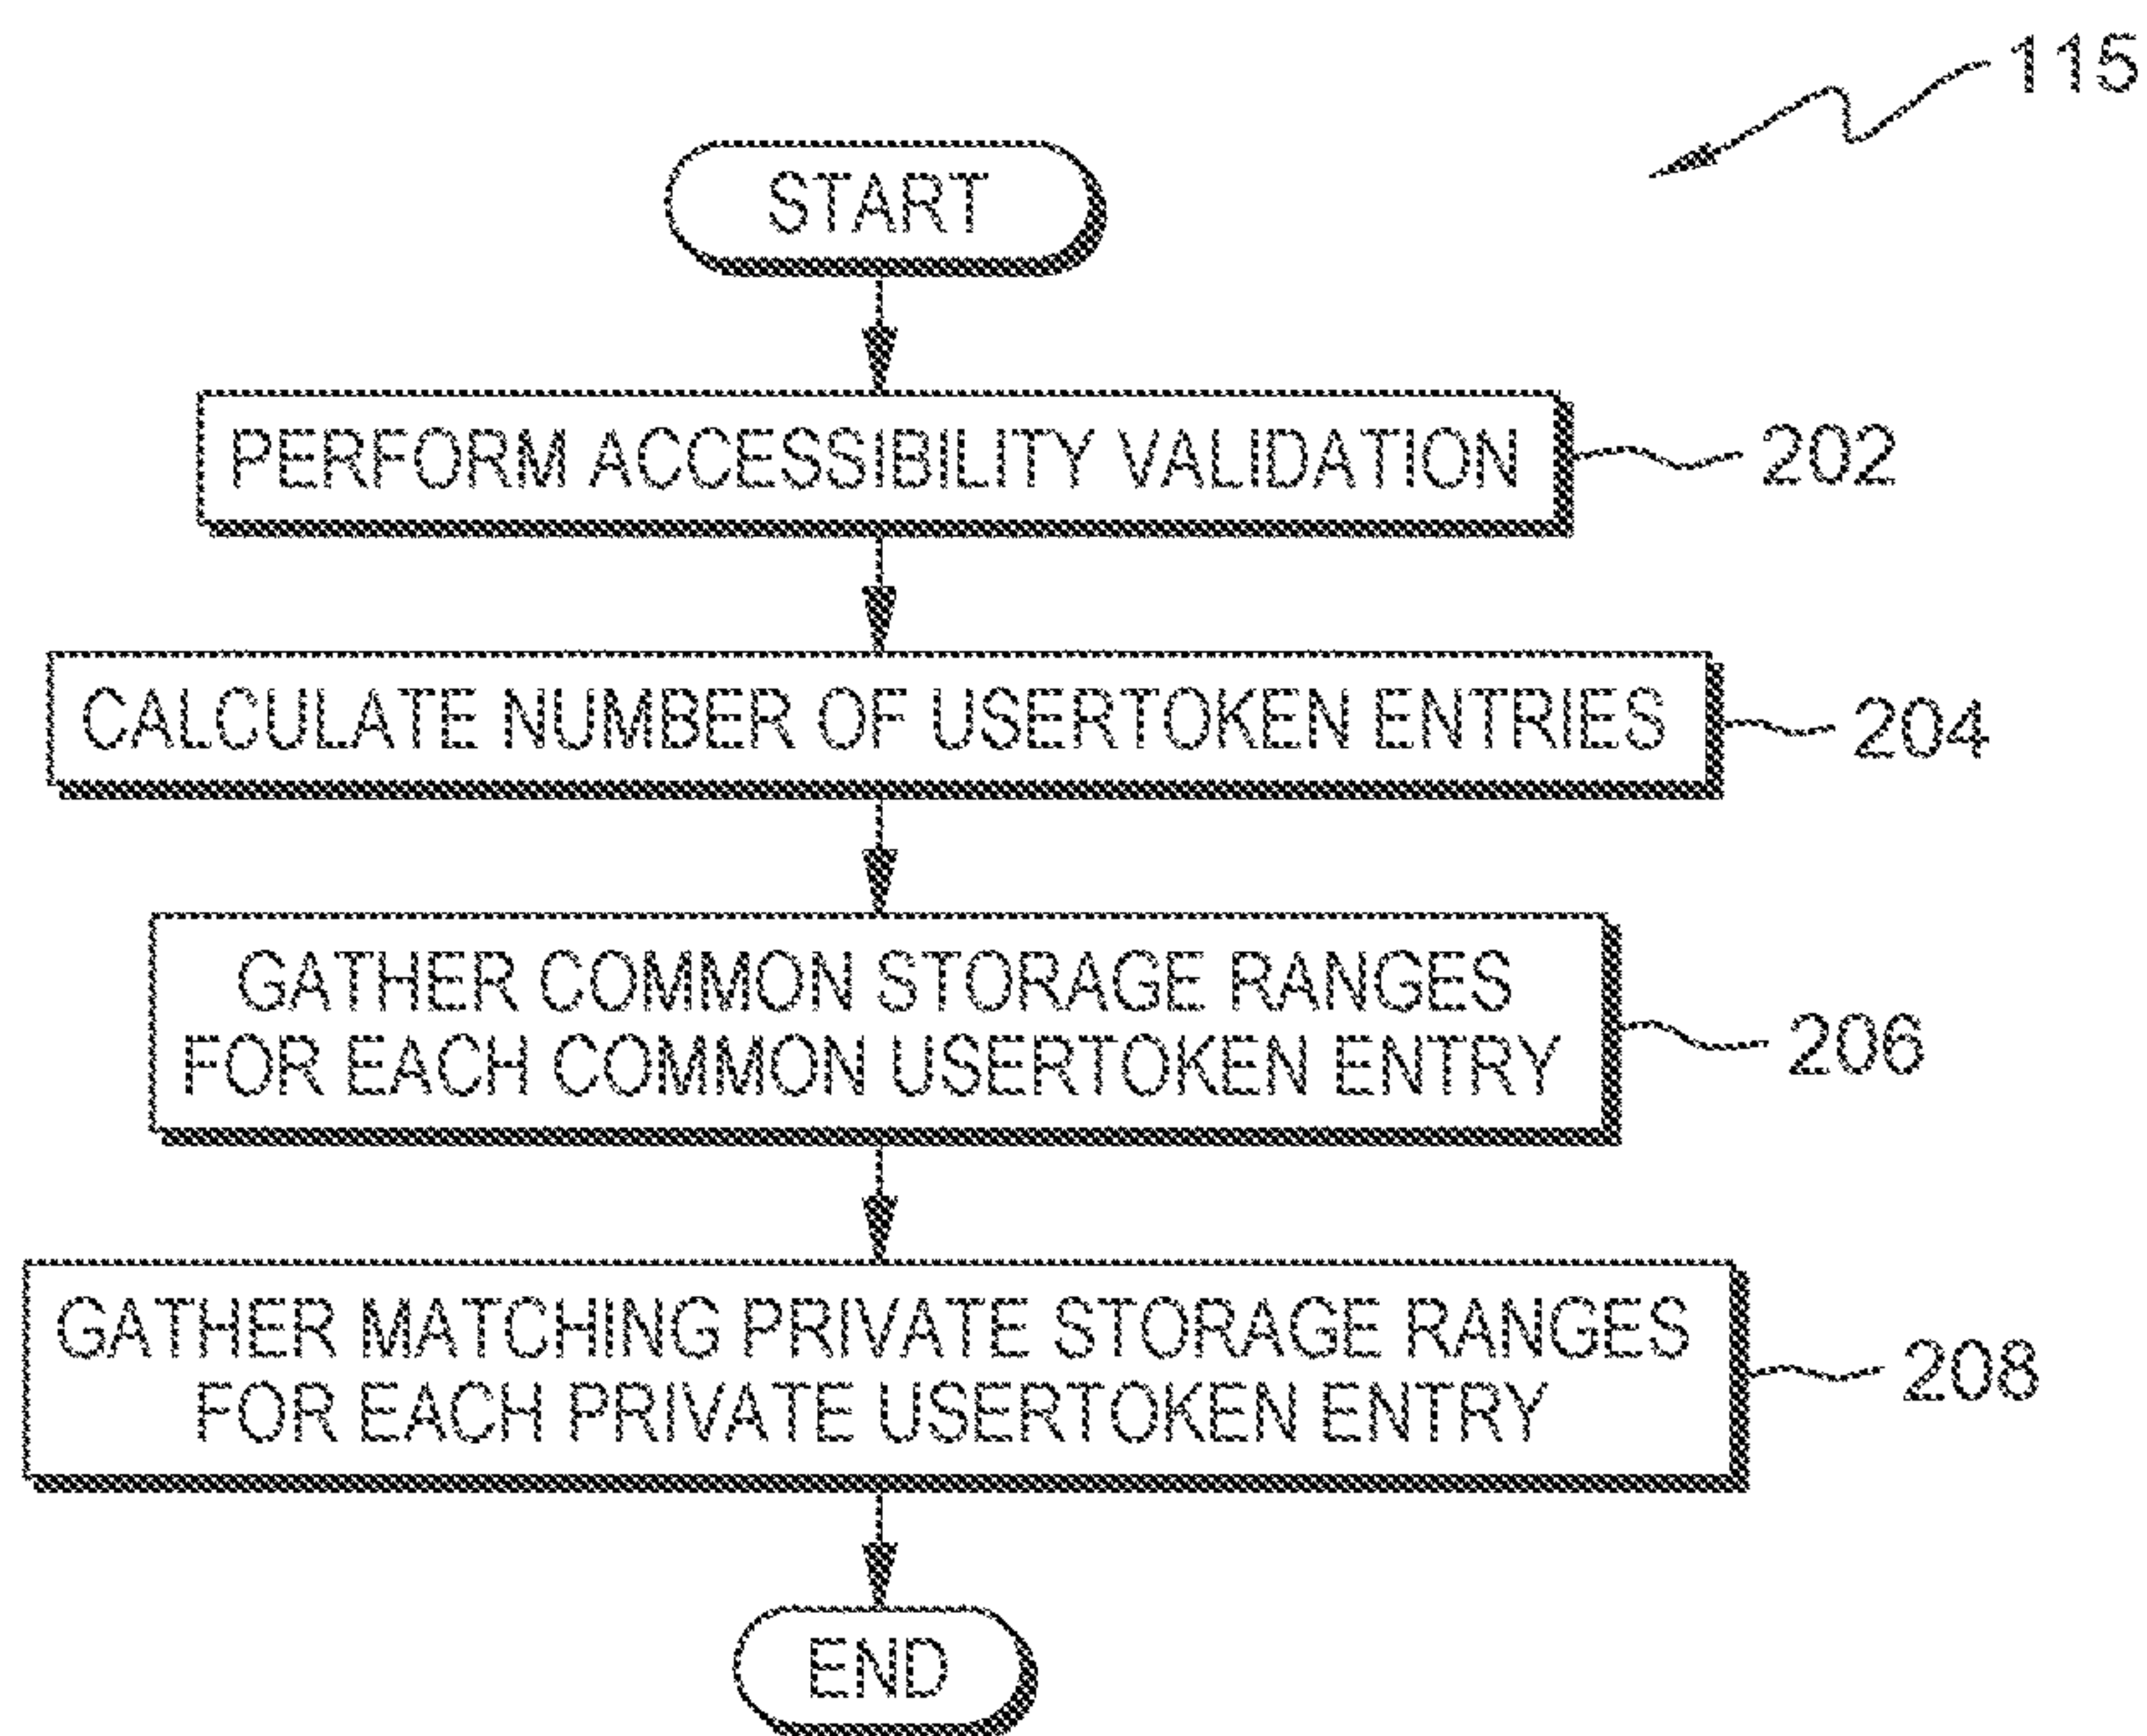 115
START
PERFORM ACCESSIBILITY VALIDATION
202
CALCULATE NUMBER OF USERTOKEN ENTRIES
204
GATHER COMMON STORAGE RANGES
FOR EACH COMMON USERTOKEN ENTRY
206
GATHER MATCHING PRIVATE STORAGE RANGES
FOR EACH PRIVATE USERTOKEN ENTRY
208
END